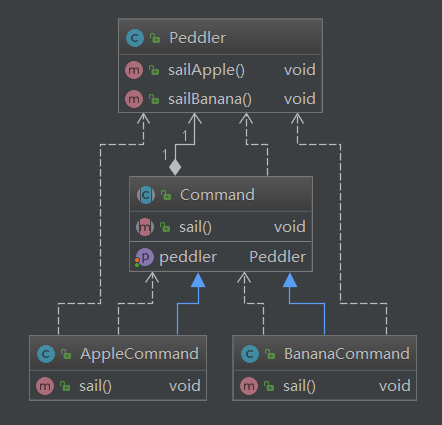 C Peddler
m sailApple() void
m sailBanana() void
1
1
C Command
m sail() void
p peddler Peddler
C AppleCommand
m sail() void
C BananaCommand
m sail() void